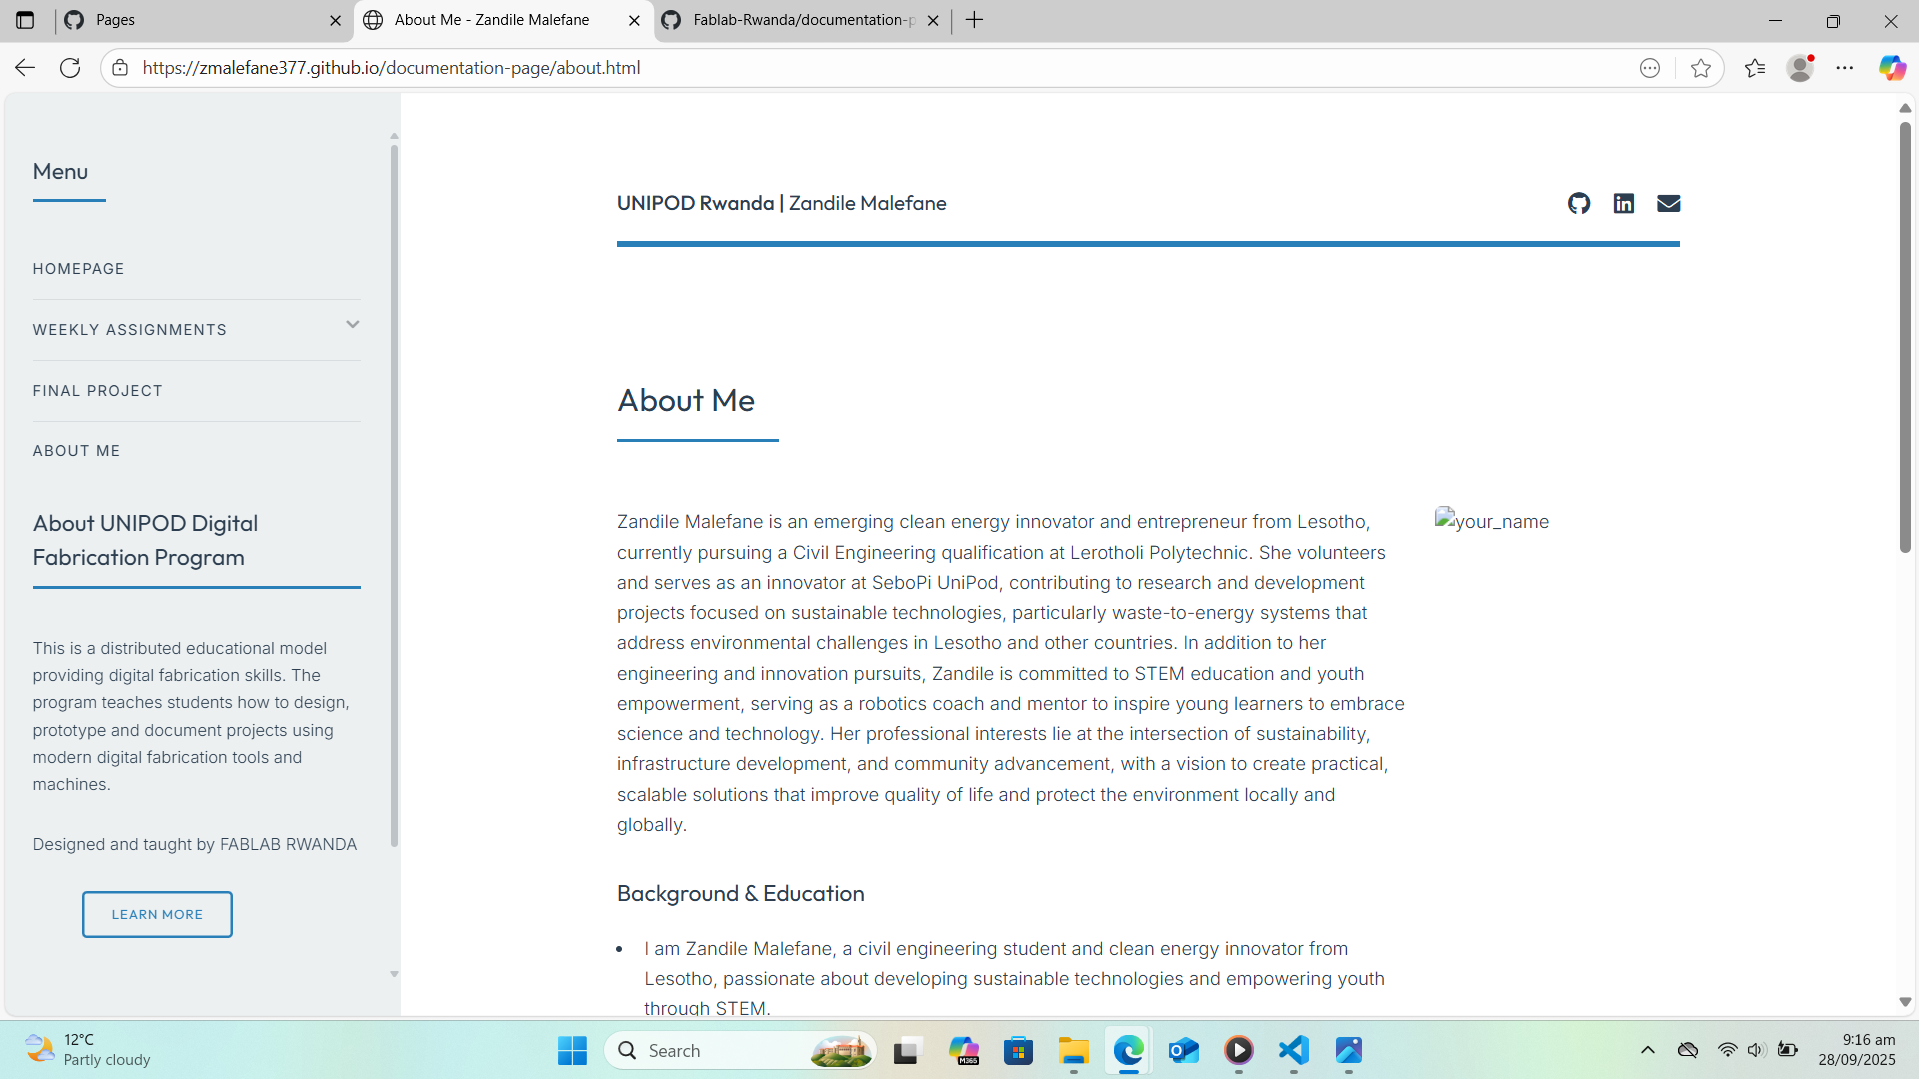 Pages
About Me - Zandile Malefane
Fablab-Rwanda/documentation-p
https://zmalefane377.github.io/documentation-page/about.html
Menu
HOMEPAGE
WEEKLY ASSIGNMENTS
FINAL PROJECT
ABOUT ME
About UNIPOD Digital
Fabrication Program
This is a distributed educational model
providing digital fabrication skills. The
program teaches students how to design,
prototype and document projects using
modern digital fabrication tools and
machines.
Designed and taught by FABLAB RWANDA
LEARN MORE
UNIPOD Rwanda | Zandile Malefane
About Me
Zandile Malefane is an emerging clean energy innovator and entrepreneur from Lesotho,
currently pursuing a Civil Engineering qualification at Lerotholi Polytechnic. She volunteers
and serves as an innovator at SeboPi UniPod, contributing to research and development
projects focused on sustainable technologies, particularly waste-to-energy systems that
address environmental challenges in Lesotho and other countries. In addition to her
engineering and innovation pursuits, Zandile is committed to STEM education and youth
empowerment, serving as a robotics coach and mentor to inspire young learners to embrace
science and technology. Her professional interests lie at the intersection of sustainability,
infrastructure development, and community advancement, with a vision to create practical,
scalable solutions that improve quality of life and protect the environment locally and
globally.
your_name
Background & Education
• I am Zandile Malefane, a civil engineering student and clean energy innovator from
Lesotho, passionate about developing sustainable technologies and empowering youth
through STEM.
12°C
Partly cloudy
Search
M365
9:16 am
28/09/2025